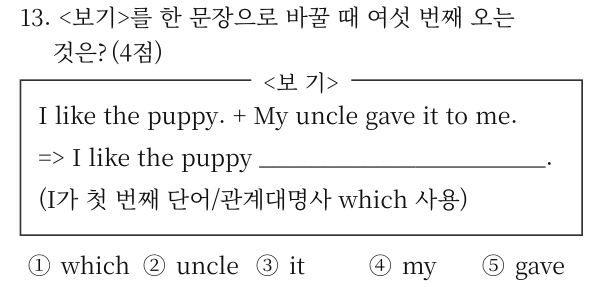 13. <보기>를 한 문장으로 바꿀 때 여섯 번째 오는
것은? (4점)
<보 기>
I like the puppy. + My uncle gave it to me.
=> I like the puppy ______________________.
(I가 첫 번째 단어/관계대명사 which 사용)
① which ② uncle ③ it ④ my ⑤ gave